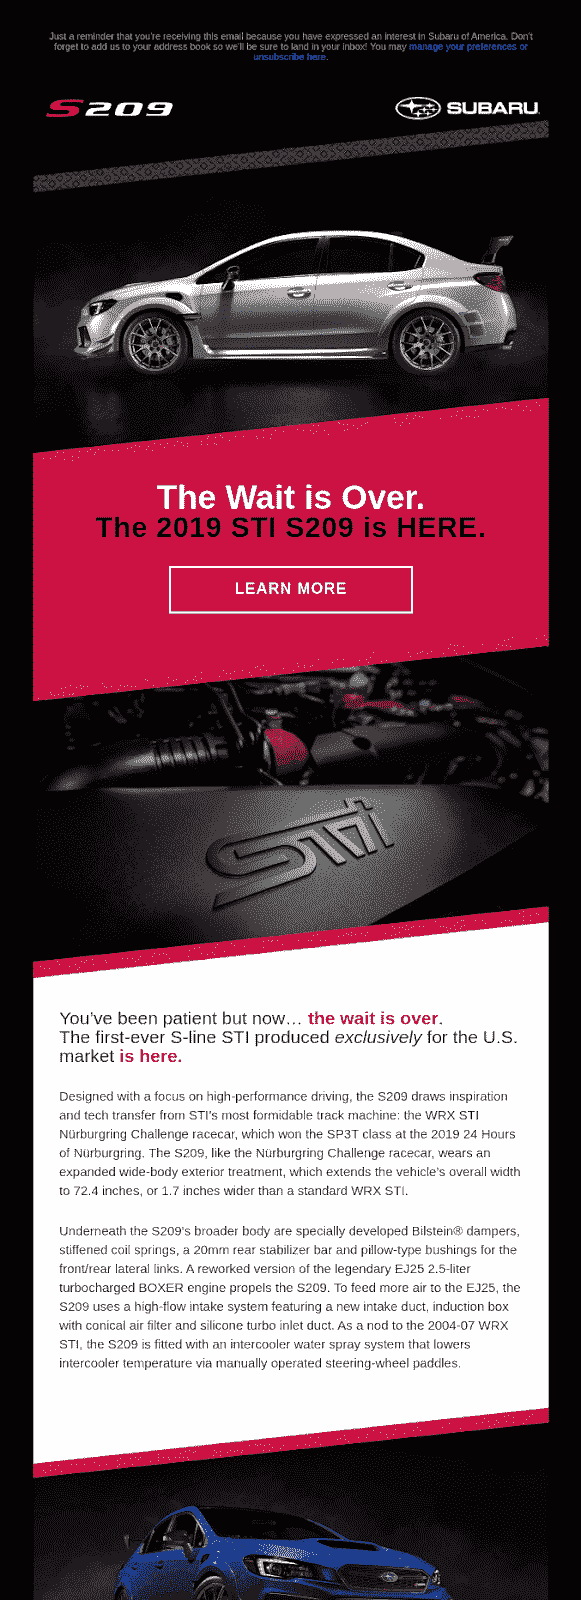 Just a reminder that you're receiving this email because you have expressed an interest in Subaru of America. Don't
forget to add us to your address book so we'll be sure to land in your inbox! You may manage your preferences or
unsubscribe here.
S209
SUBARU
The Wait is Over.
The 2019 STI S209 is HERE.
LEARN MORE
STI
You've been patient but now… the wait is over.
The first-ever S-line STI produced exclusively for the U.S.
market is here.
Designed with a focus on high-performance driving, the S209 draws inspiration
and tech transfer from STI's most formidable track machine: the WRX STI
Nürburgring Challenge racecar, which won the SP3T class at the 2019 24 Hours
of Nürburgring. The S209, like the Nürburgring Challenge racecar, wears an
expanded wide-body exterior treatment, which extends the vehicle's overall width
to 72.4 inches, or 1.7 inches wider than a standard WRX STI.
Underneath the S209's broader body are specially developed Bilstein® dampers,
stiffened coil springs, a 20mm rear stabilizer bar and pillow-type bushings for the
front/rear lateral links. A reworked version of the legendary EJ25 2.5-liter
turbocharged BOXER engine propels the S209. To feed more air to the EJ25, the
S209 uses a high-flow intake system featuring a new intake duct, induction box
with conical air filter and silicone turbo inlet duct. As a nod to the 2004-07 WRX
STI, the S209 is fitted with an intercooler water spray system that lowers
intercooler temperature via manually operated steering-wheel paddles.